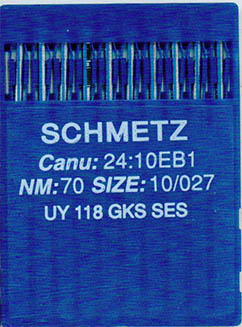 SCHMETZ
Canu: 24:10EB1
NM:70 SIZE: 10/027
UY 118 GKS SES